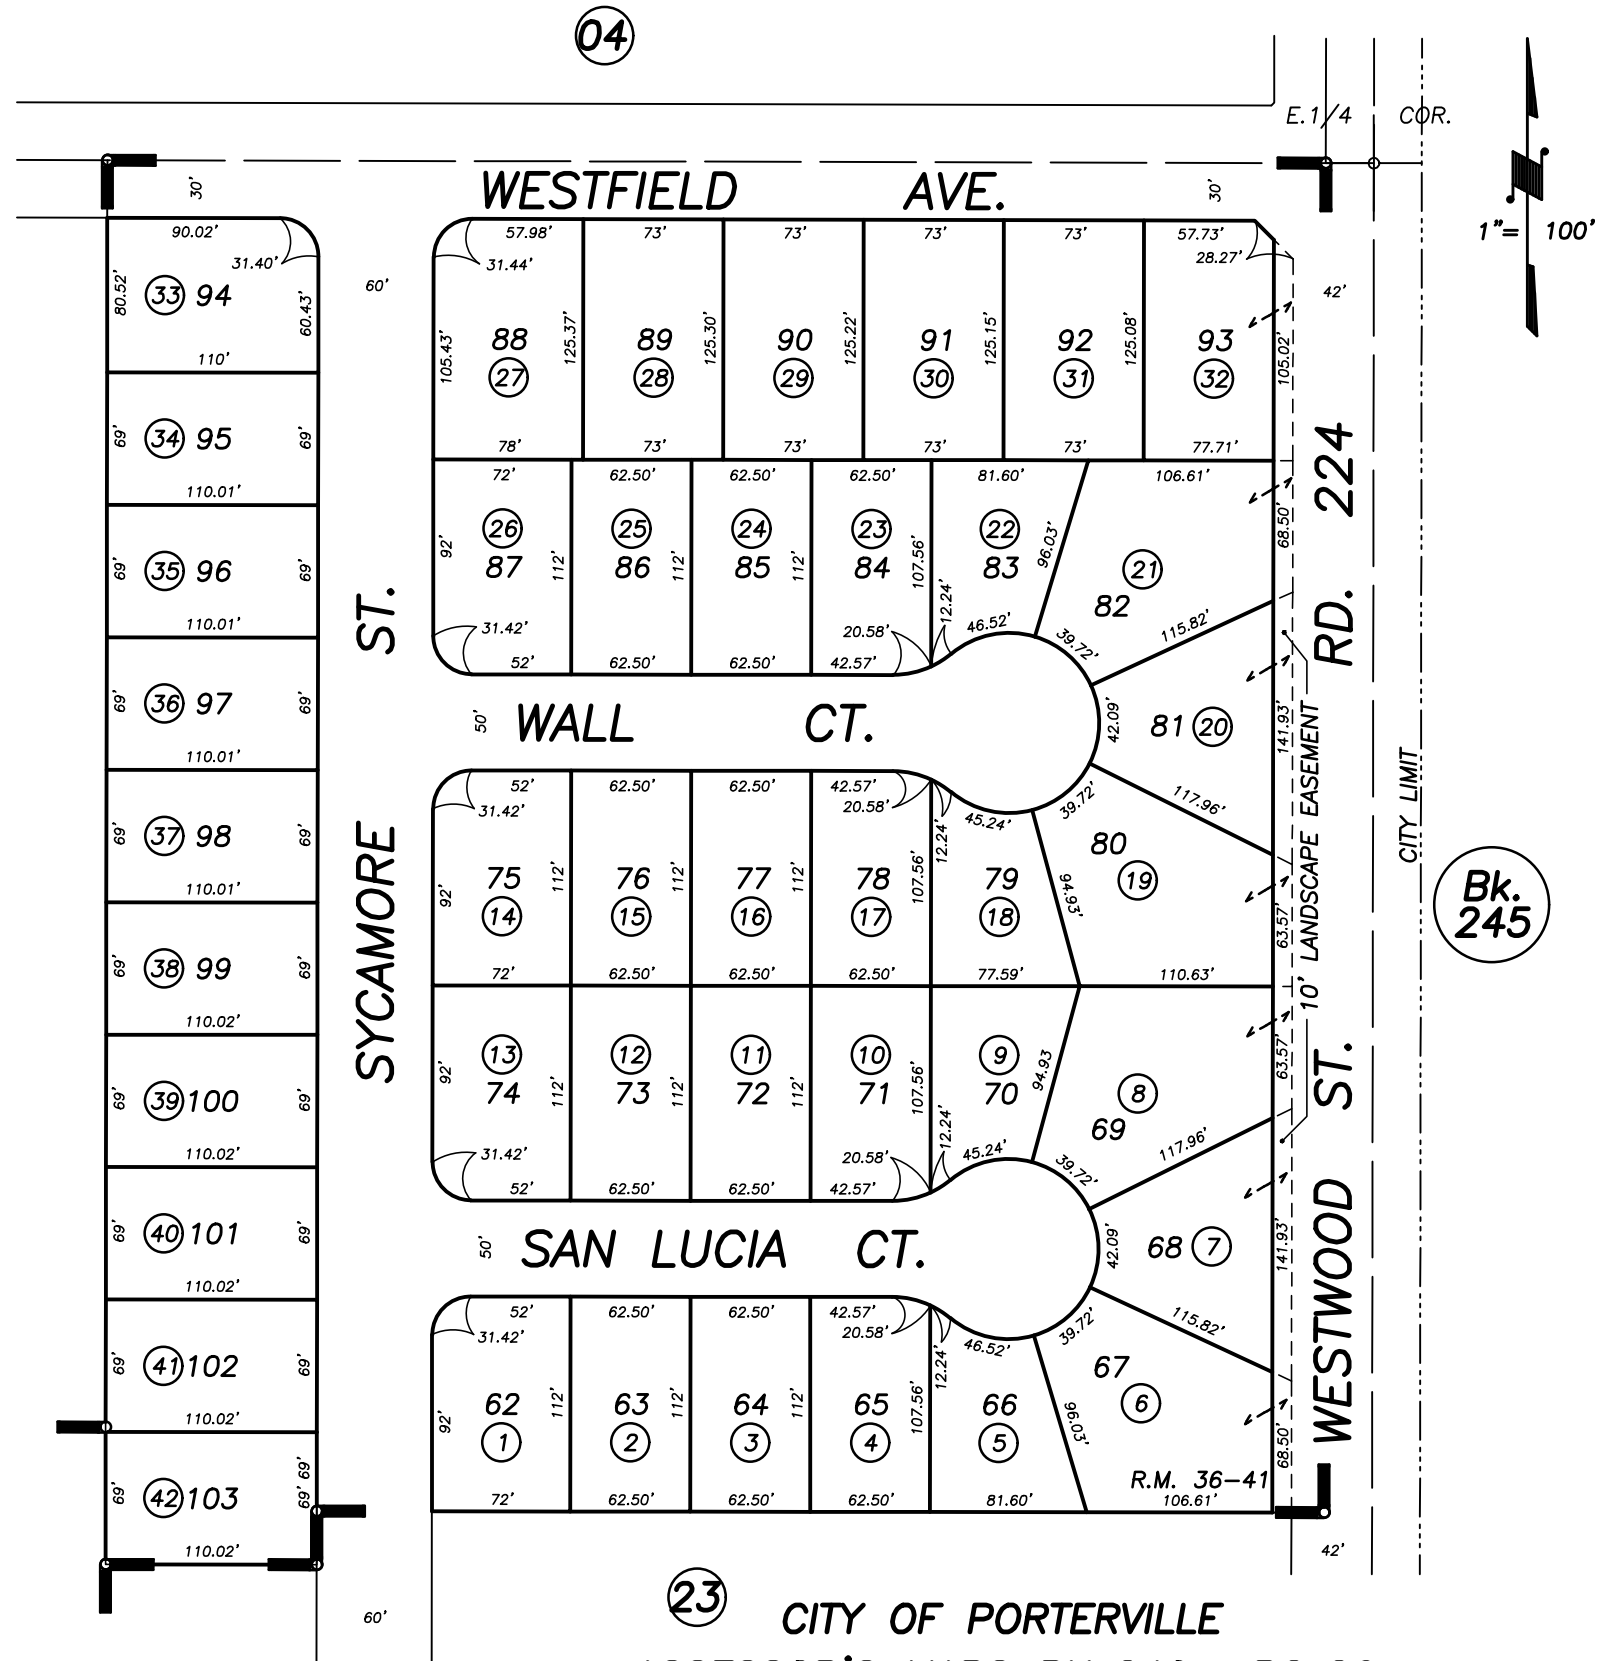 04
E.1/4 COR.
30' WESTFIELD AVE. 30'
1"= 100'
90.02' 57.98' 73' 73' 73' 73' 57.73'
31.40' 31.44' 28.27'
80.52' 33 94 60.43' 60' 42'
105.43' 88 125.37' 89 125.30' 90 125.22' 91 125.15' 92 125.08' 93 105.02'
27 28 29 30 31 32
110'
69' 34 95 69' 78' 73' 73' 73' 73' 77.71'
110.01' 72' 62.50' 62.50' 62.50' 81.60' 106.61'
26 25 24 23 22 96.03' 68.50'
69' 35 96 69' 92' 87 112' 86 112' 85 112' 84 107.56' 83 21
82
110.01' 31.42' 20.58' 12.24' 46.52' 39.72' 115.82'
52' 62.50' 62.50' 42.57'
69' 36 97 69' 50' WALL CT. 42.09' 81 20 141.93'
110.01' 52' 62.50' 62.50' 42.57'
31.42' 20.58' 12.24' 45.24' 39.72' 117.96'
69' 37 98 69' 80
92' 75 112' 76 112' 77 112' 78 107.56' 79 94.93' 19
14 15 16 17 18
110.01' 63.57'
69' 38 99 69' 72' 62.50' 62.50' 62.50' 77.59' 110.63'
110.02'
13 12 11 10 9 94.93 63.57'
69' 39 100 69' 92' 74 112' 73 112' 72 112' 71 107.56' 70 8
69
110.02' 31.42' 20.58' 12.24' 45.24' 39.72' 117.96'
52' 62.50' 62.50' 42.57'
69' 40 101 69' 50' SAN LUCIA CT. 42.09' 68 7 141.93'
110.02' 52' 62.50' 62.50' 42.57'
31.42' 20.58' 12.24' 46.52' 39.72' 115.82'
69' 41 102 69' 67
92' 62 112' 63 112' 64 112' 65 107.56' 66 96.03' 6
110.02' 1 2 3 4 5 68.50'
69'
69' 42 103 69' 72' 62.50' 62.50' 62.50' 81.60' 106.61'
R.M. 36-41
110.02' 42'
60'
SYCAMORE ST.
WESTWOOD ST. RD. 224
10' LANDSCAPE EASEMENT
CITY LIMIT
Bk.
245
23
CITY OF PORTERVILLE